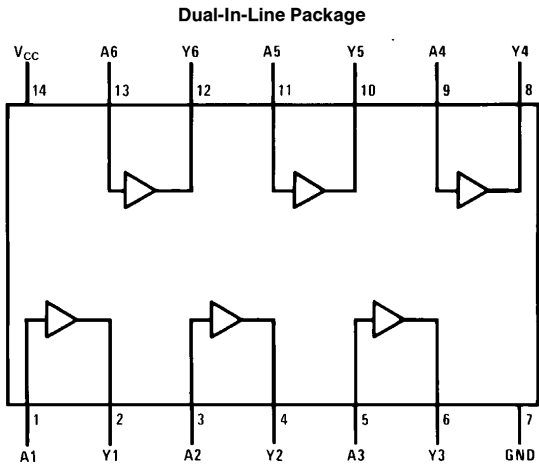 Dual-In-Line Package
VCC A6 Y6 A5 Y5 A4 Y4
14 13 12 11 10 9 8
1 2 3 4 5 6 7
A1 Y1 A2 Y2 A3 Y3 GND